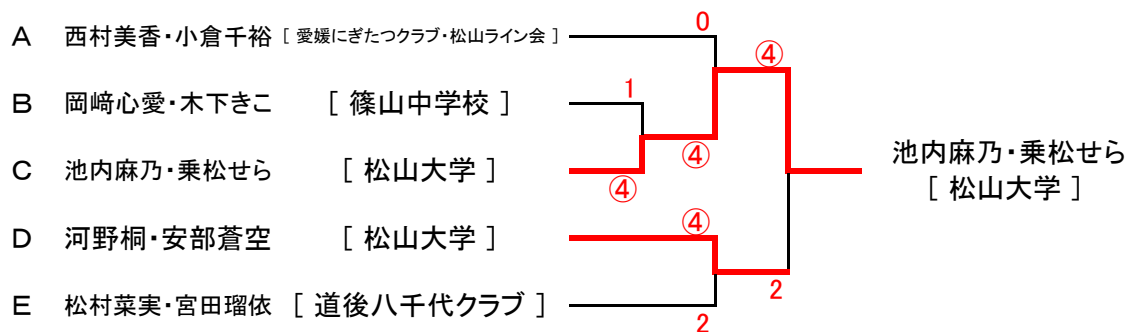 A 西村美香・小倉千裕 [ 愛媛にぎたつクラブ・松山ライン会 ] 0
④
B 岡﨑心愛・木下きこ [ 篠山中学校 ] 1
④
池内麻乃・乗松せら
[ 松山大学 ]
C 池内麻乃・乗松せら [ 松山大学 ] ④
D 河野桐・安部蒼空 [ 松山大学 ] ④
2
E 松村菜実・宮田瑠依 [ 道後八千代クラブ ] 2